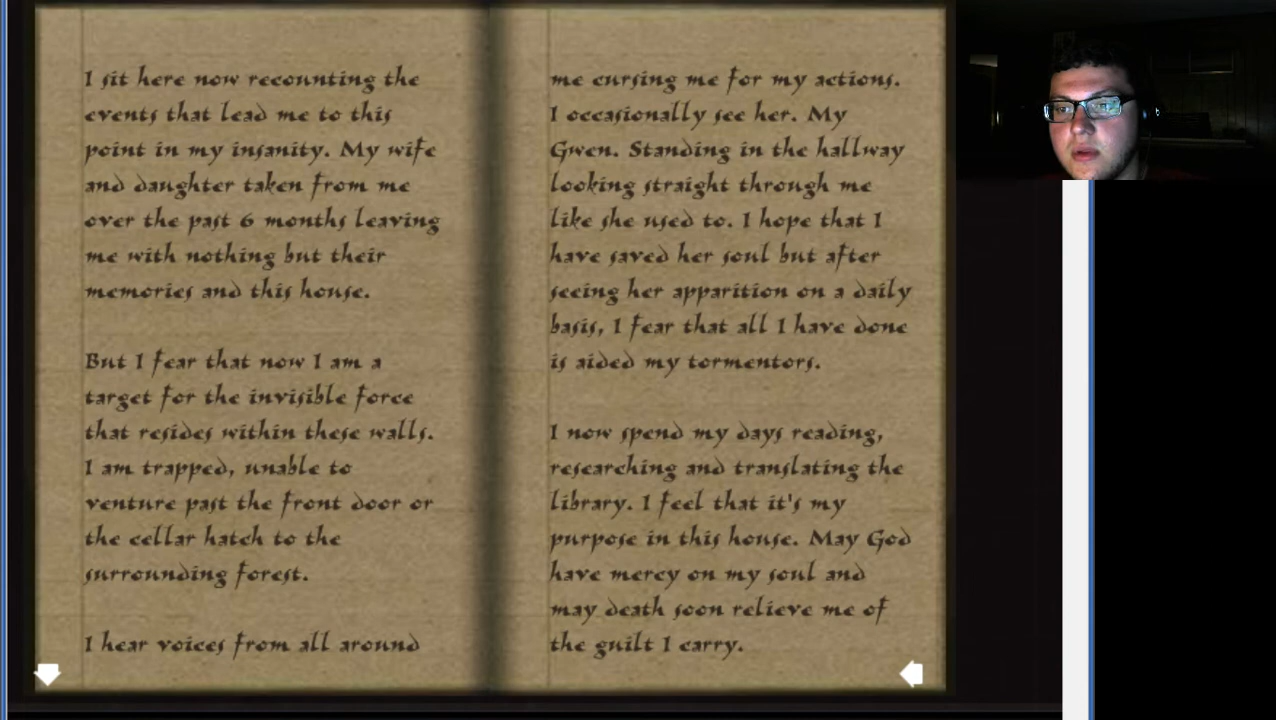 I sit here now recounting the
events that lead me to this
point in my insanity. My wife
and daughter taken from me
over the past 6 months leaving
me with nothing but their
memories and this house.
But I fear that now I am a
target for the invisible force
that resides within these walls.
I am trapped, unable to
venture past the front door or
the cellar hatch to the
surrounding forest.
I hear voices from all around
me cursing me for my actions.
I occasionally see her. My
Gwen. Standing in the hallway
looking straight through me
like she used to. I hope that I
have saved her soul but after
seeing her apparition on a daily
basis, I fear that all I have done
is aided my tormentors.
I now spend my days reading,
researching and translating the
library. I feel that it's my
purpose in this house. May God
have mercy on my soul and
may death soon relieve me of
the guilt I carry.